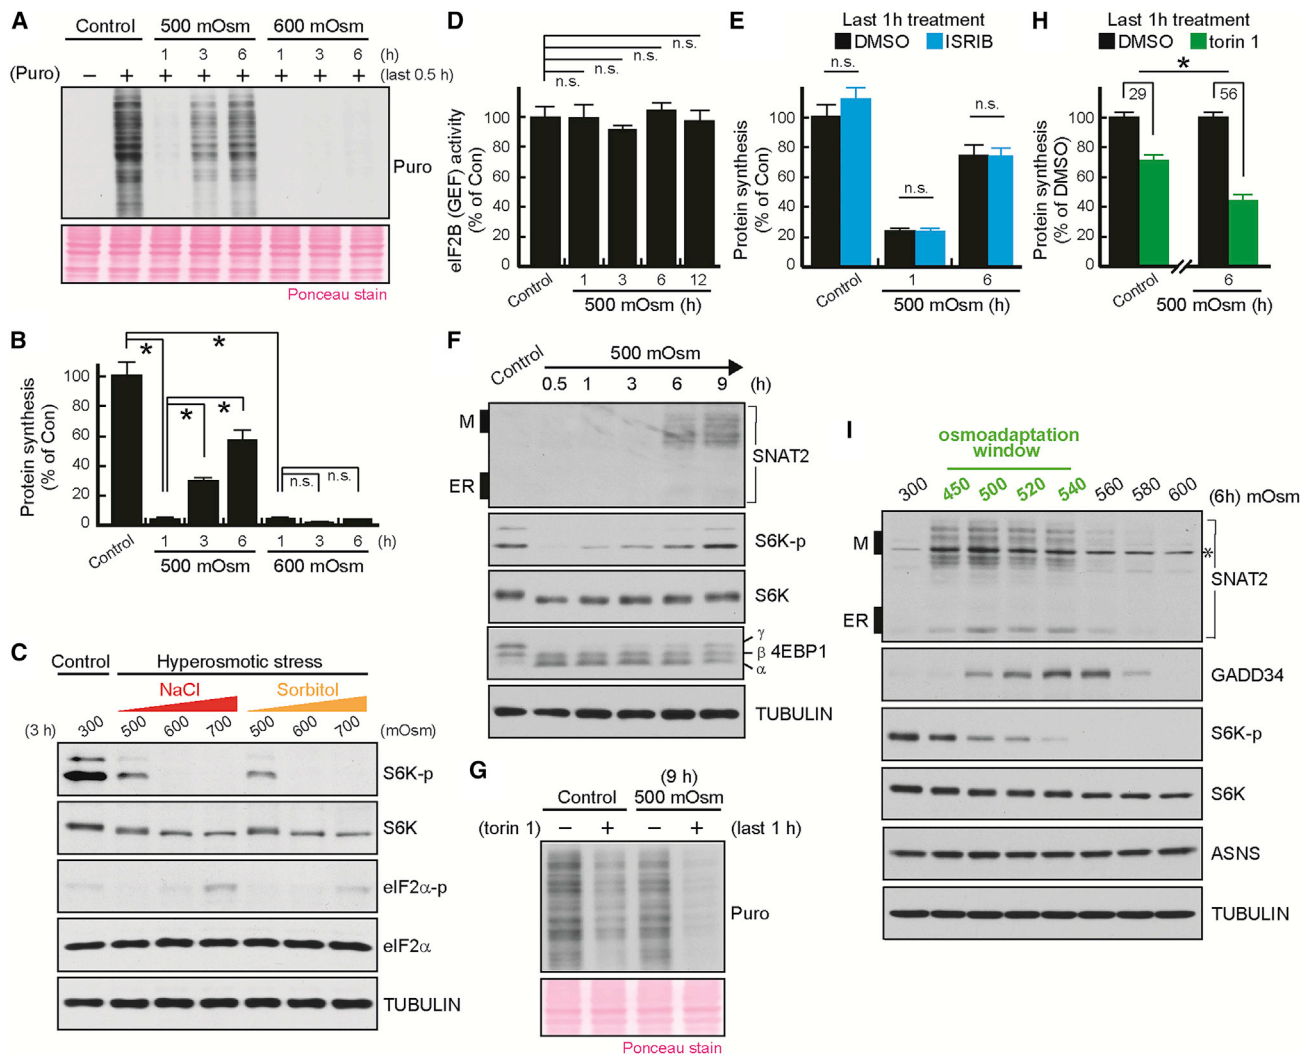 A
Control 500 mOsm 600 mOsm
1 3 6 1 3 6 (h)
(Puro) – + + + + + + + (last 0.5 h)
Puro
Ponceau stain
B
Protein synthesis
(% of Con)
100
80
60
40
20
0
* * * * n.s. n.s.
Control 1 3 6 1 3 6 (h)
500 mOsm 600 mOsm
C
Control Hyperosmotic stress
NaCl Sorbitol
(3 h) 300 500 600 700 500 600 700 (mOsm)
S6K-p
S6K
eIF2α-p
eIF2α
TUBULIN
D
n.s.
n.s.
n.s.
n.s.
eIF2B (GEF) activity
(% of Con)
100
80
60
40
20
0
Control 1 3 6 12
500 mOsm (h)
E
Last 1h treatment
DMSO ISRIB
n.s. n.s. n.s.
Protein synthesis
(% of Con)
100
80
60
40
20
0
Control 1 6
500 mOsm (h)
H
Last 1h treatment
DMSO torin 1
*
29 56
Protein synthesis
(% of DMSO)
100
80
60
40
20
0
Control 6
500 mOsm (h)
F
Control 500 mOsm
0.5 1 3 6 9 (h)
M
ER
SNAT2
S6K-p
S6K
γ
β 4EBP1
α
TUBULIN
G
(9 h)
Control 500 mOsm
(torin 1) – + – + (last 1 h)
Puro
Ponceau stain
I
osmoadaptation
window
300 450 500 520 540 560 580 600 (6h) mOsm
M
*
ER
SNAT2
GADD34
S6K-p
S6K
ASNS
TUBULIN